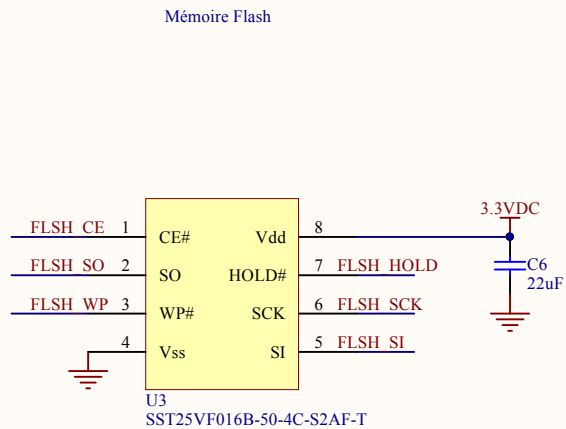 Mémoire Flash
3.3VDC
FLSH_CE 1 CE# Vdd 8
FLSH_SO 2 SO HOLD# 7 FLSH_HOLD
C6
22uF
FLSH_WP 3 WP# SCK 6 FLSH_SCK
4 Vss SI 5 FLSH_SI
U3
SST25VF016B-50-4C-S2AF-T